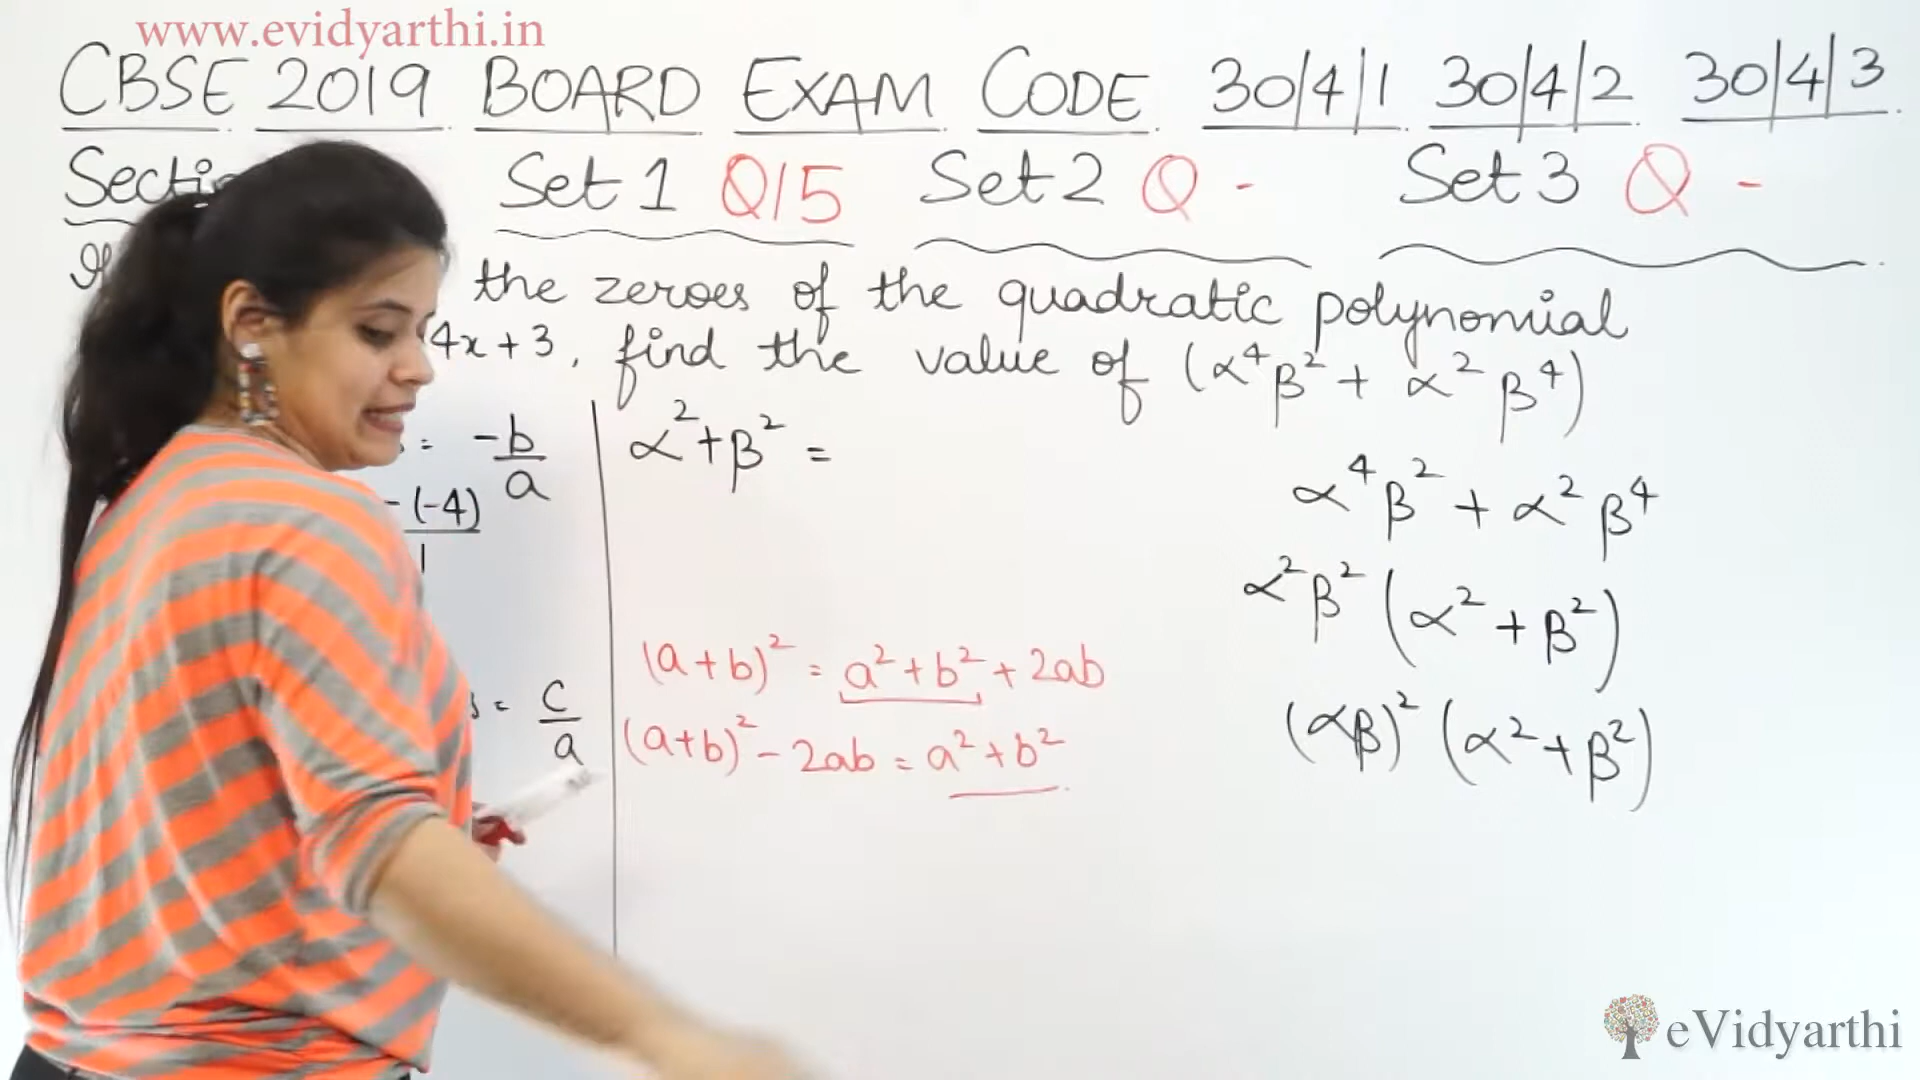 www.evidyarthi.in
CBSE 2019 BOARD EXAM CODE 30/4/1 30/4/2 30/4/3
Set 1 Q15 Set 2 Q - Set 3 Q -
the zeroes of the quadratic polynomial
4x + 3, find the value of (α⁴β² + α²β⁴)
= -b/a
-(-4)/1
= c/a
α² + β² =
(a+b)² = a² + b² + 2ab
(a+b)² - 2ab = a² + b²
α⁴β² + α²β⁴
α²β² (α² + β²)
(αβ)² (α² + β²)
eVidyarthi